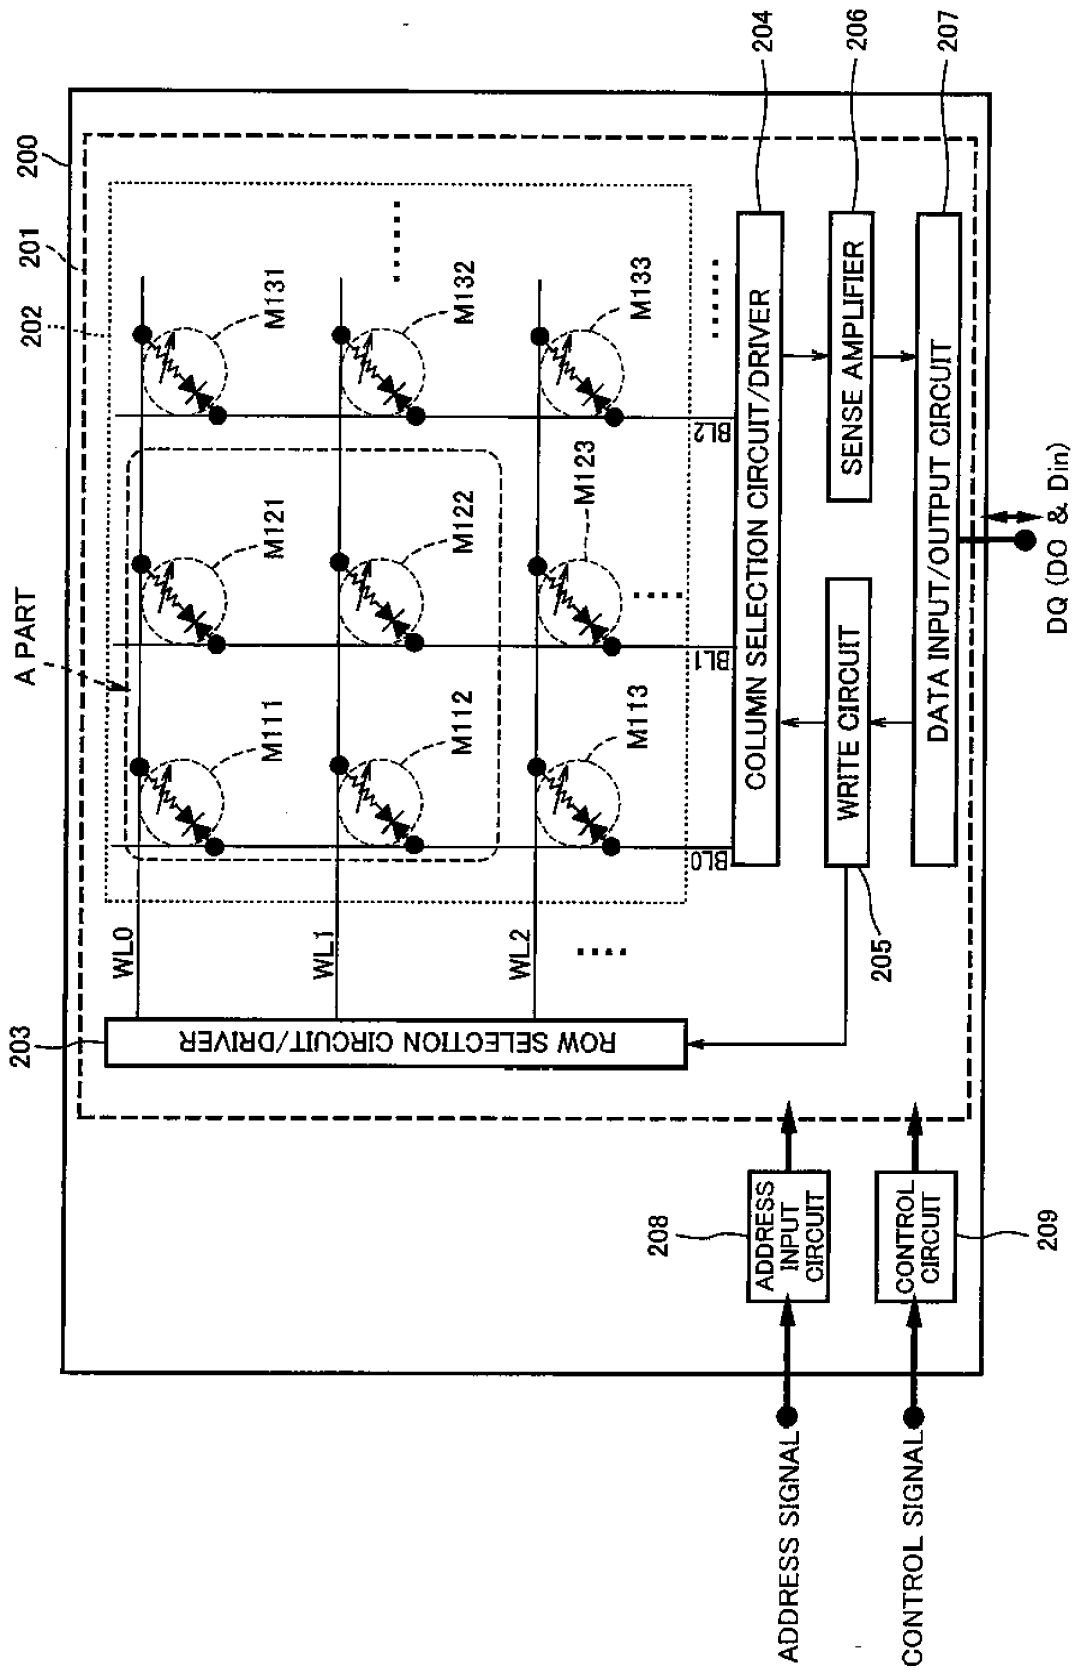 200
201
202
A PART
203
WL0
WL1
WL2
M111
M121
M131
M112
M122
M132
M113
M123
M133
ROW SELECTION CIRCUIT/DRIVER
BL0
BL1
BL2
COLUMN SELECTION CIRCUIT/DRIVER
204
WRITE CIRCUIT
205
SENSE AMPLIFIER
206
DATA INPUT/OUTPUT CIRCUIT
207
DQ (DO & Din)
208
ADDRESS
INPUT
CIRCUIT
CONTROL
CIRCUIT
209
ADDRESS SIGNAL
CONTROL SIGNAL